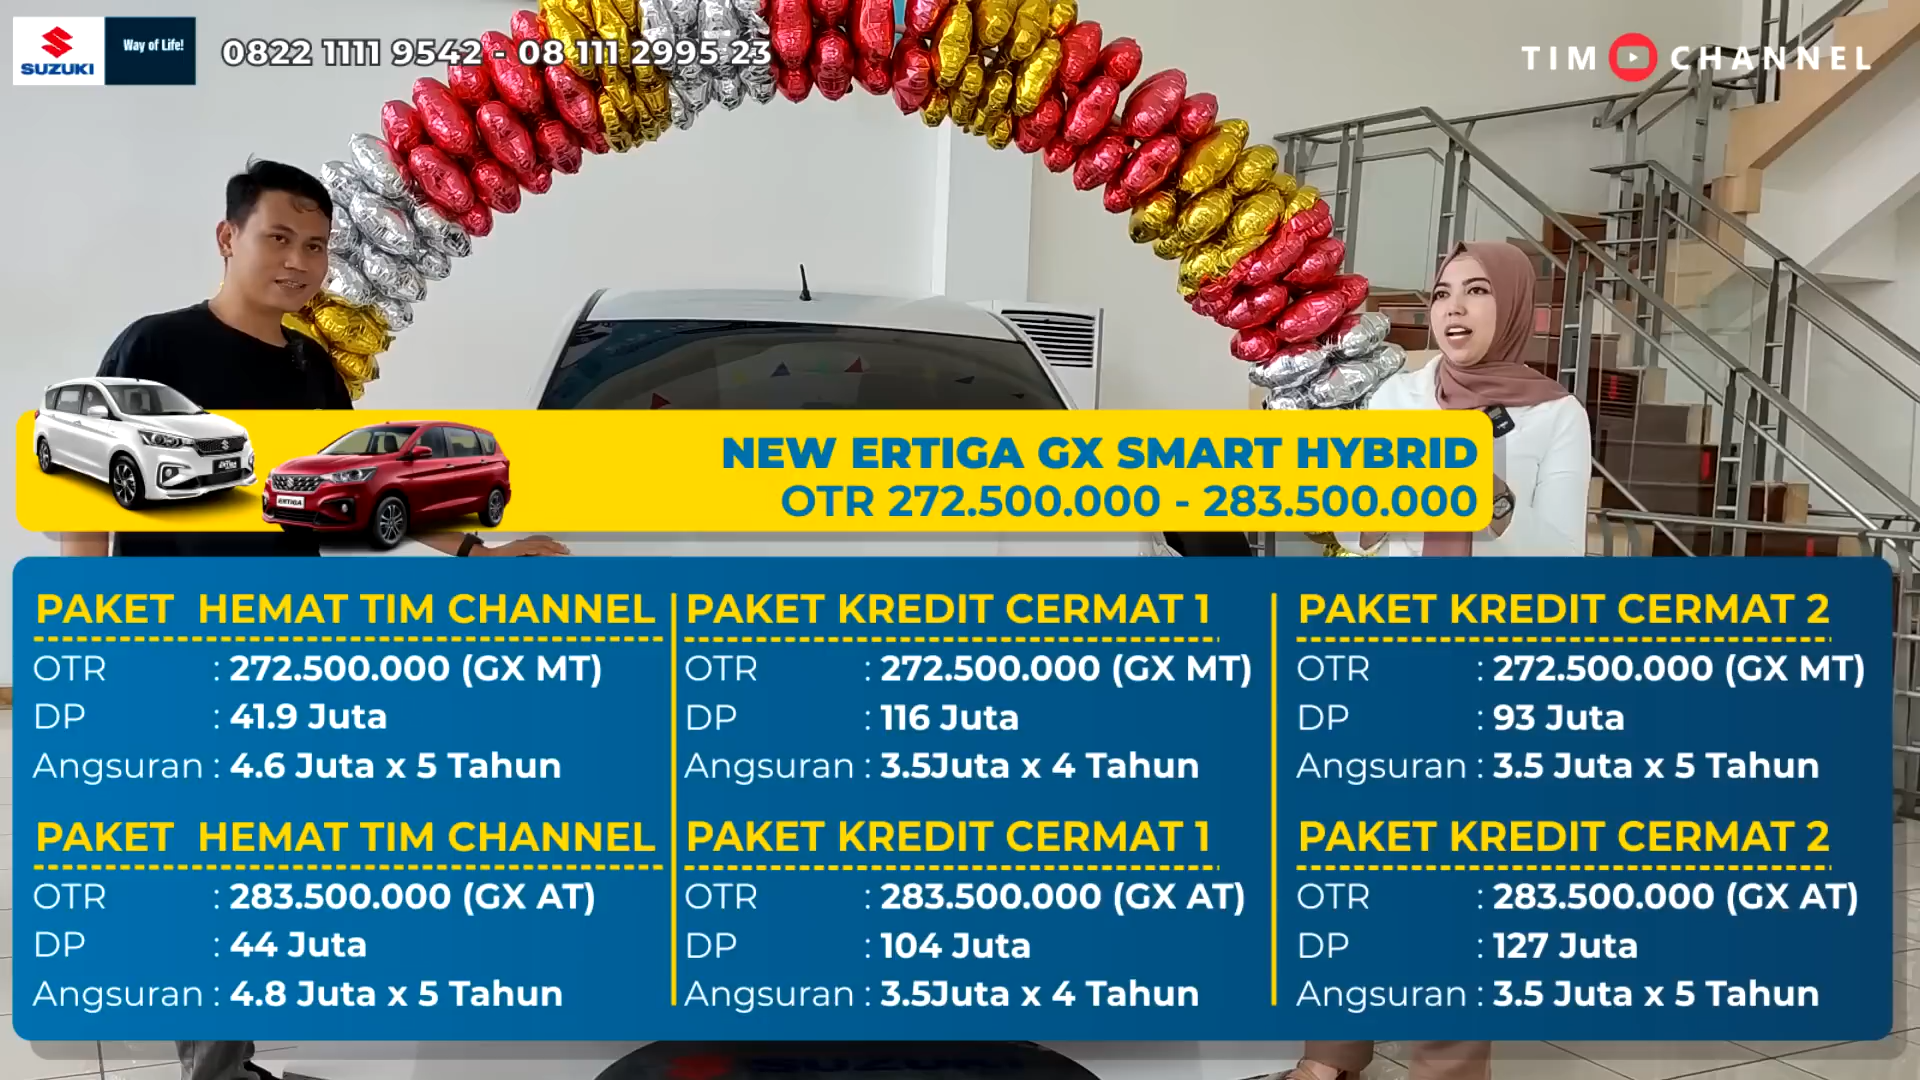 SUZUKI
Way of Life!
0822 1111 9542 - 08 111 2995 23
TIM CHANNEL
ERTIGA
NEW ERTIGA GX SMART HYBRID
OTR 272.500.000 - 283.500.000
PAKET HEMAT TIM CHANNEL
OTR : 272.500.000 (GX MT)
DP : 41.9 Juta
Angsuran : 4.6 Juta x 5 Tahun
PAKET KREDIT CERMAT 1
OTR : 272.500.000 (GX MT)
DP : 116 Juta
Angsuran : 3.5Juta x 4 Tahun
PAKET KREDIT CERMAT 2
OTR : 272.500.000 (GX MT)
DP : 93 Juta
Angsuran : 3.5 Juta x 5 Tahun
PAKET HEMAT TIM CHANNEL
OTR : 283.500.000 (GX AT)
DP : 44 Juta
Angsuran : 4.8 Juta x 5 Tahun
PAKET KREDIT CERMAT 1
OTR : 283.500.000 (GX AT)
DP : 104 Juta
Angsuran : 3.5Juta x 4 Tahun
PAKET KREDIT CERMAT 2
OTR : 283.500.000 (GX AT)
DP : 127 Juta
Angsuran : 3.5 Juta x 5 Tahun
SUZUKI